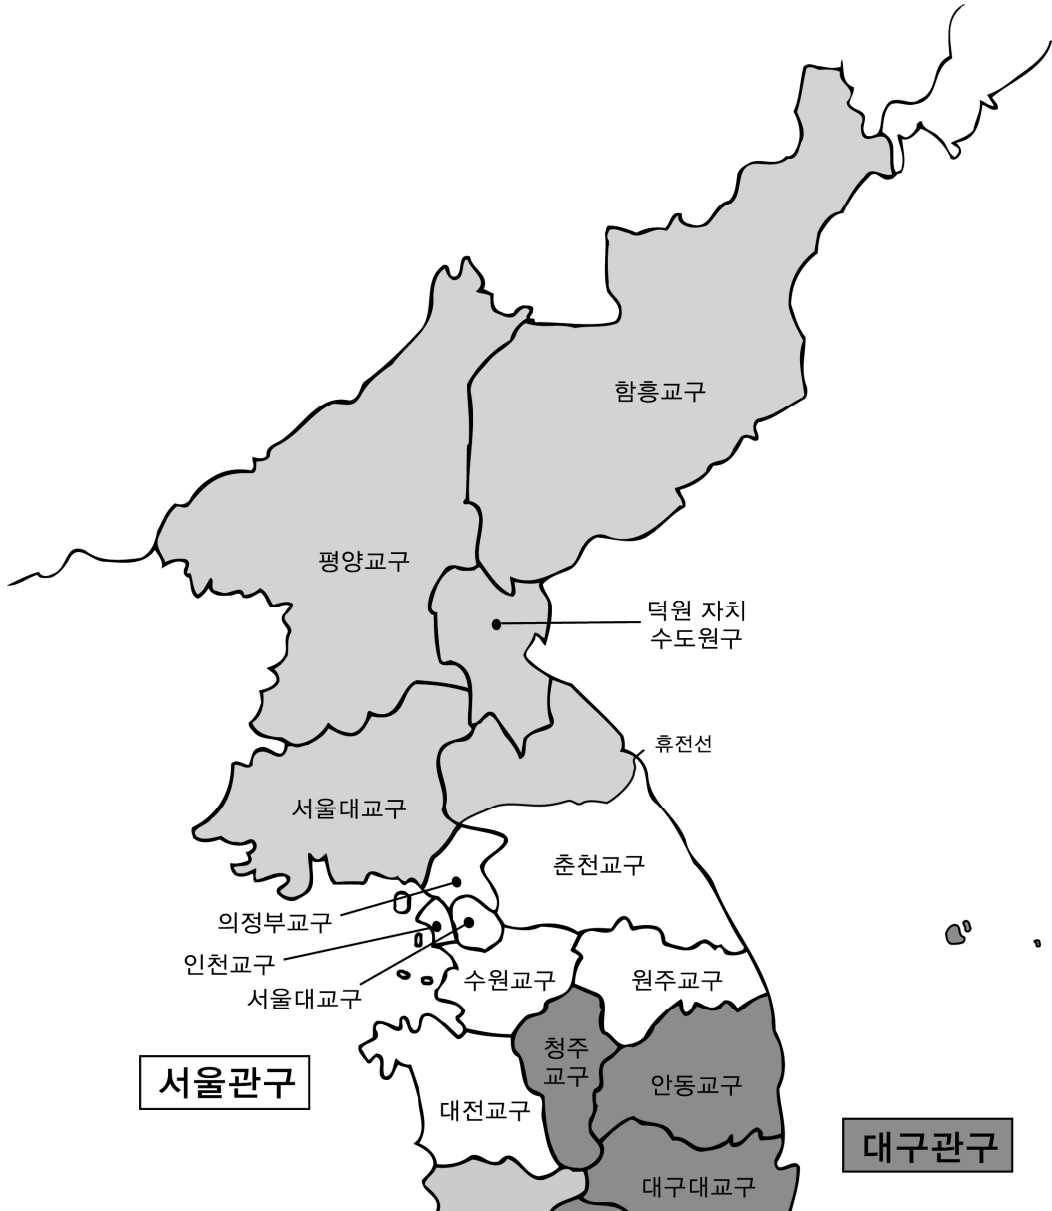 함흥교구
평양교구
덕원 자치
수도원구
휴전선
서울대교구
춘천교구
의정부교구
인천교구
서울대교구
수원교구
원주교구
청주
교구
서울관구
안동교구
대전교구
대구관구
대구대교구